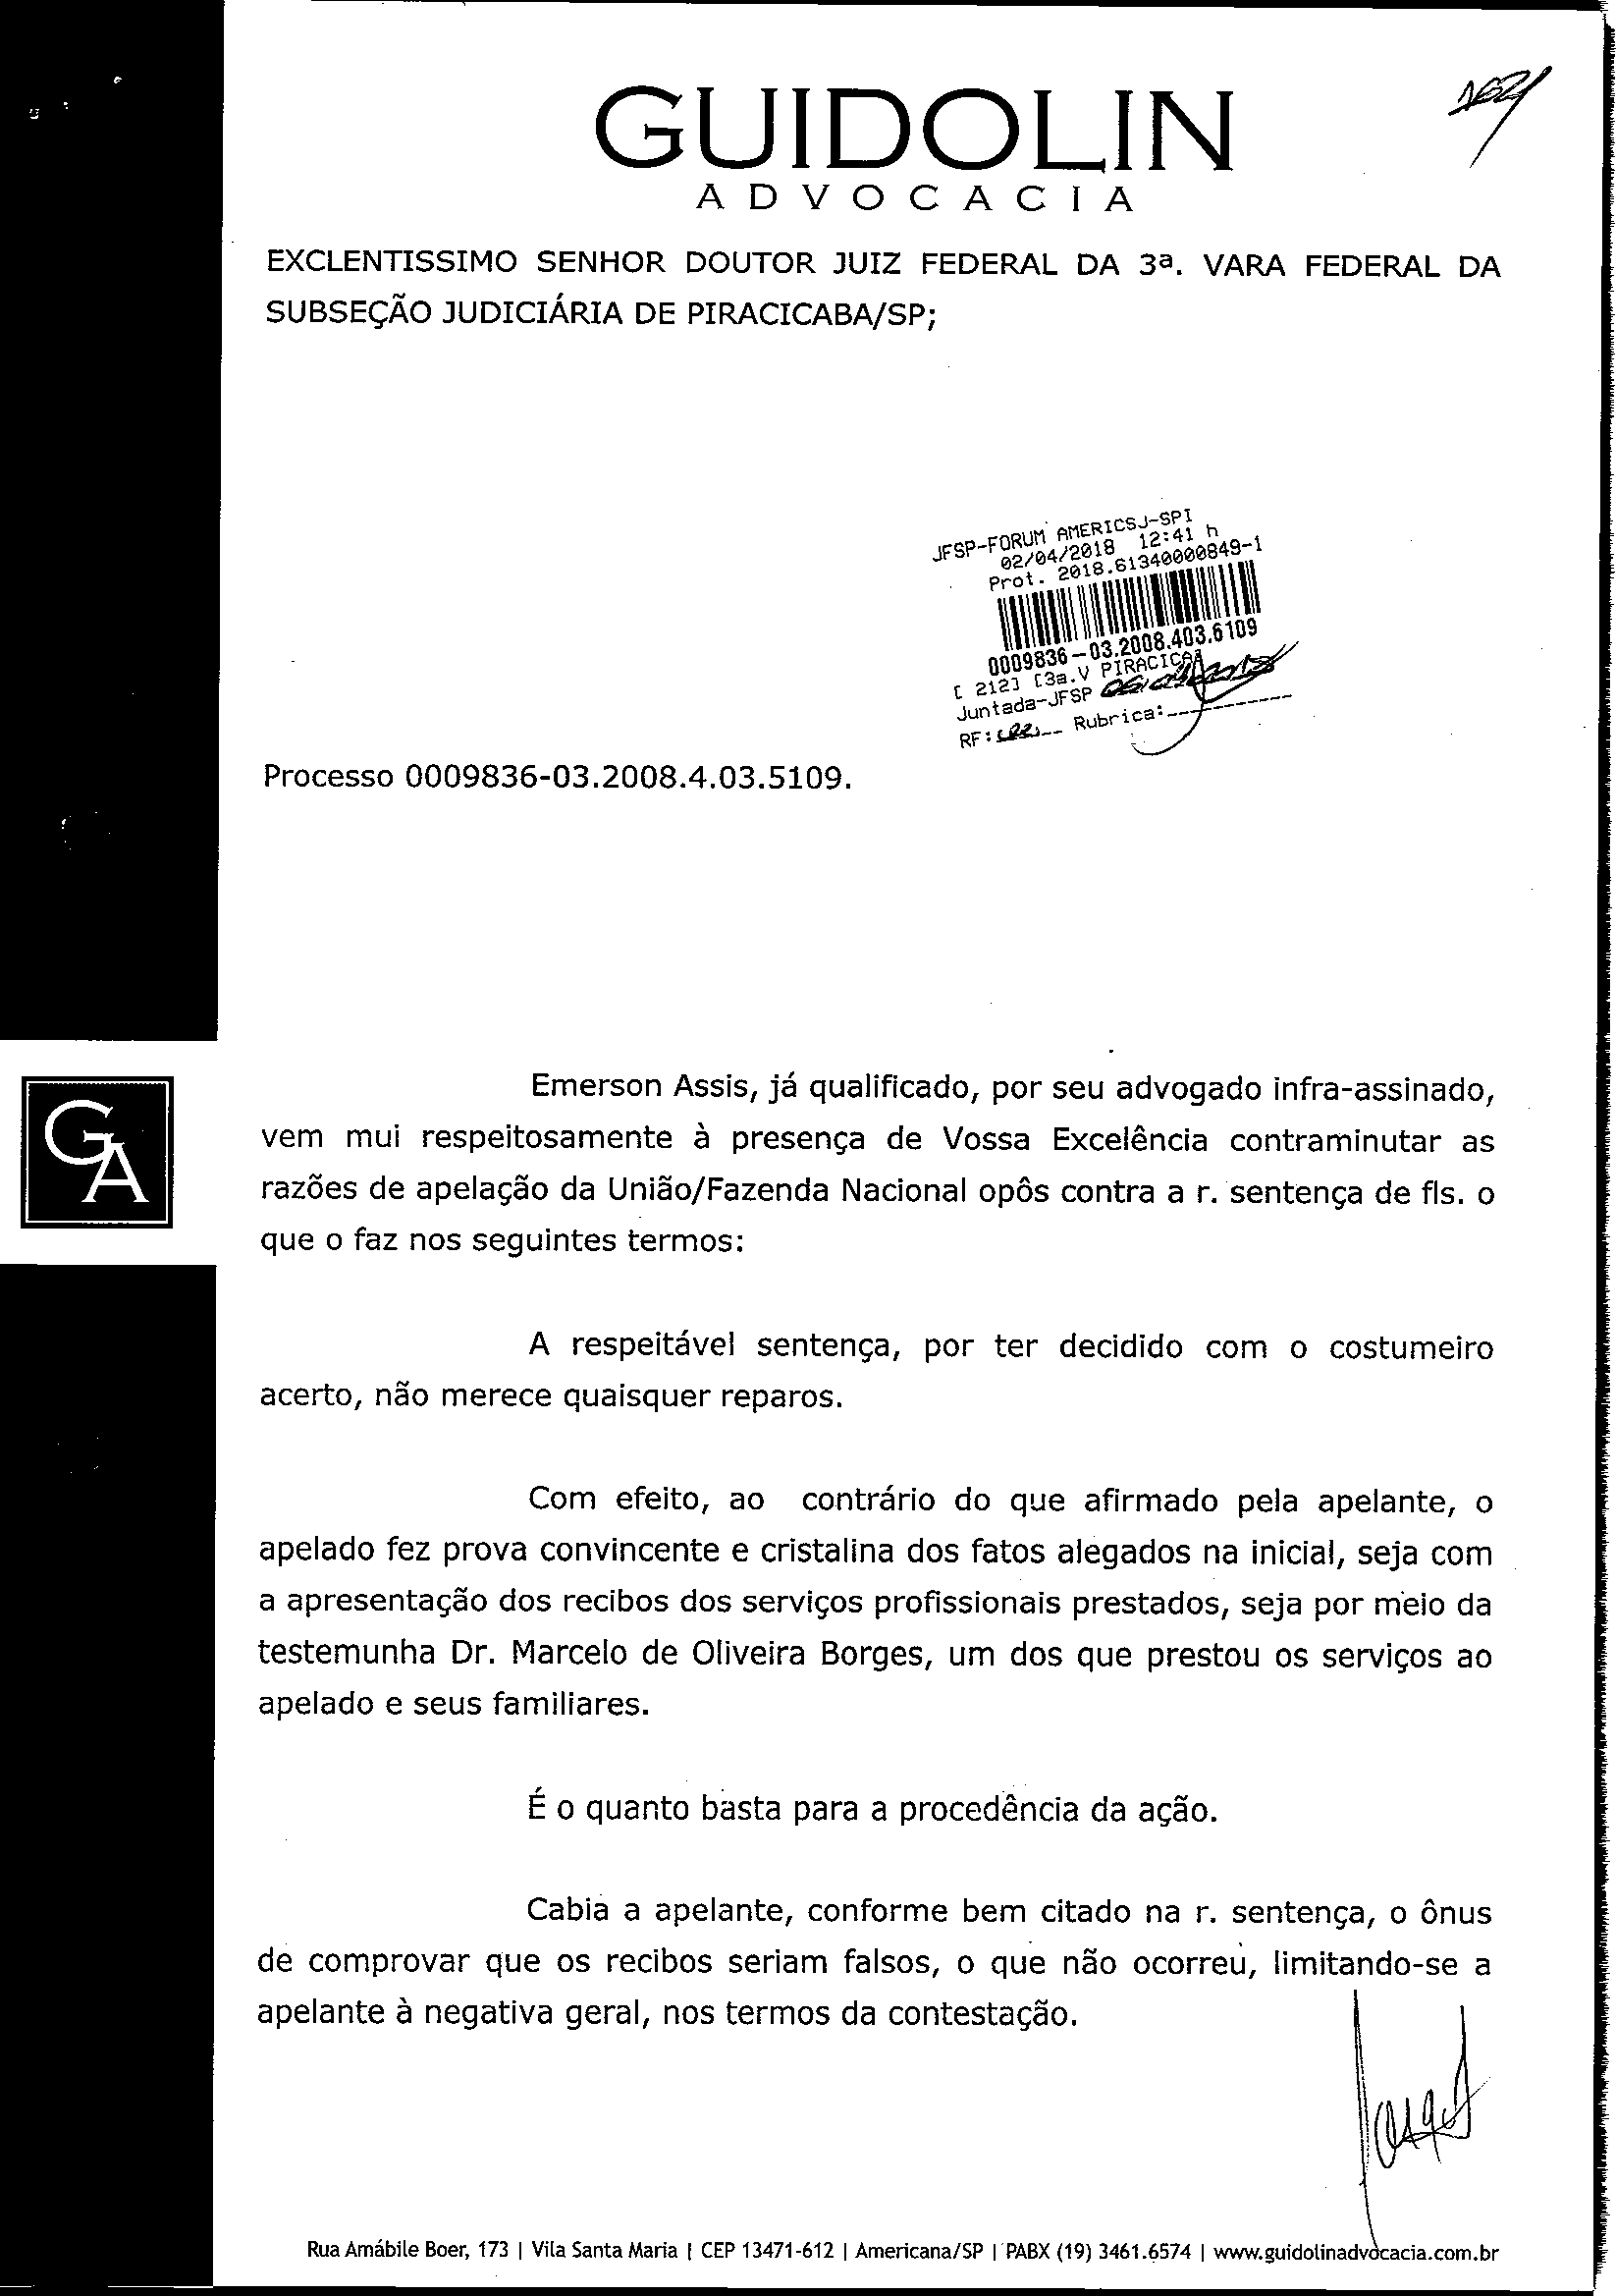 GUIDOLIN
ADVOCACIA
EXCLENTISSIMO SENHOR DOUTOR JUIZ FEDERAL DA 3ª. VARA FEDERAL DA
SUBSEÇÃO JUDICIÁRIA DE PIRACICABA/SP;
JFSP-FORUM AMERICSJ-SPI
02/04/2018 12:41 h
Prot. 2018.61340000849-1
0009836-03.2008.403.6109
[ 212] [3a.V PIRACICA
Juntada-JFSP
RF: Rubrica:
Processo 0009836-03.2008.4.03.5109.
GA
Emerson Assis, já qualificado, por seu advogado infra-assinado,
vem mui respeitosamente à presença de Vossa Excelência contraminutar as
razões de apelação da União/Fazenda Nacional opôs contra a r. sentença de fls. o
que o faz nos seguintes termos:
A respeitável sentença, por ter decidido com o costumeiro
acerto, não merece quaisquer reparos.
Com efeito, ao contrário do que afirmado pela apelante, o
apelado fez prova convincente e cristalina dos fatos alegados na inicial, seja com
a apresentação dos recibos dos serviços profissionais prestados, seja por meio da
testemunha Dr. Marcelo de Oliveira Borges, um dos que prestou os serviços ao
apelado e seus familiares.
É o quanto basta para a procedência da ação.
Cabia a apelante, conforme bem citado na r. sentença, o ônus
de comprovar que os recibos seriam falsos, o que não ocorreu, limitando-se a
apelante à negativa geral, nos termos da contestação.
Rua Amábile Boer, 173 | Vila Santa Maria | CEP 13471-612 | Americana/SP | PABX (19) 3461.6574 | www.guidolinadvocacia.com.br